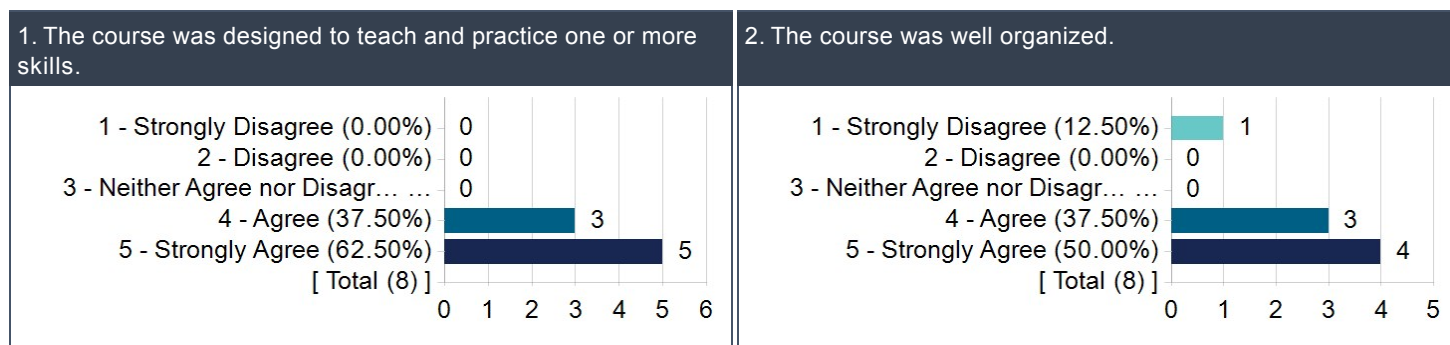 1. The course was designed to teach and practice one or more
skills.
1 - Strongly Disagree (0.00%) 0
2 - Disagree (0.00%) 0
3 - Neither Agree nor Disagr... ... 0
4 - Agree (37.50%) 3
5 - Strongly Agree (62.50%) 5
[ Total (8) ]
0 1 2 3 4 5 6
2. The course was well organized.
1 - Strongly Disagree (12.50%) 1
2 - Disagree (0.00%) 0
3 - Neither Agree nor Disagr... ... 0
4 - Agree (37.50%) 3
5 - Strongly Agree (50.00%) 4
[ Total (8) ]
0 1 2 3 4 5